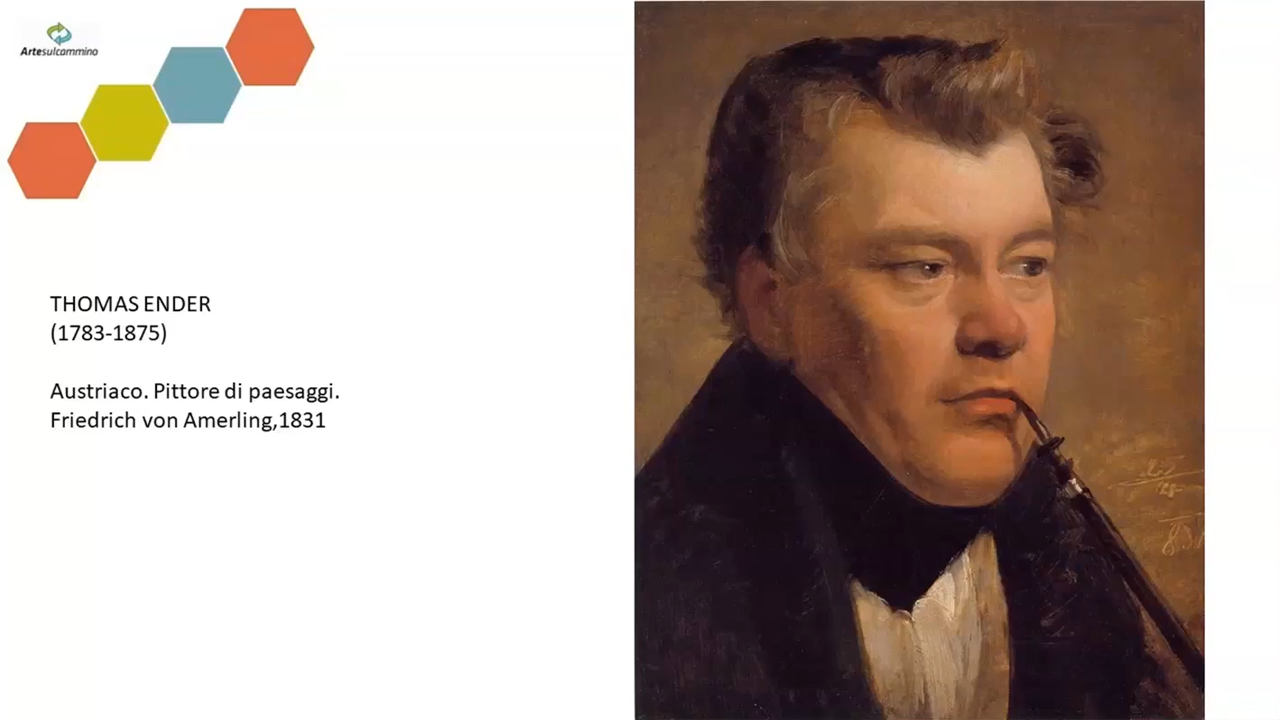 Artesulcammino
THOMAS ENDER
(1783-1875)
Austriaco. Pittore di paesaggi.
Friedrich von Amerling,1831